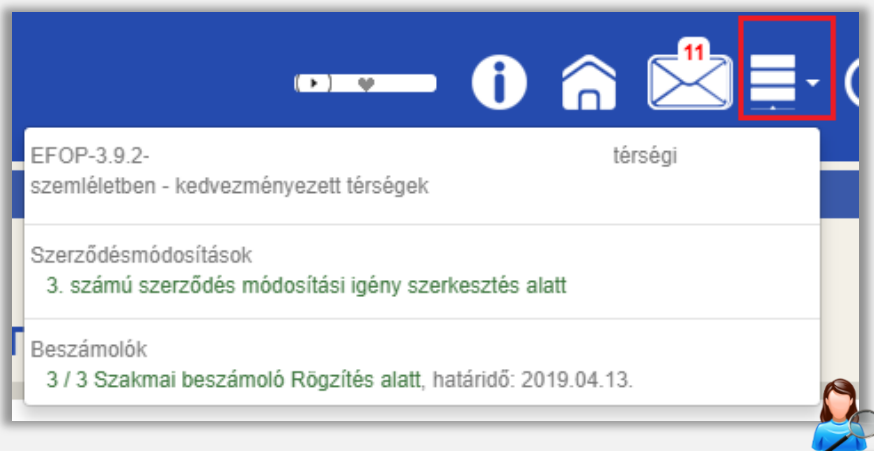 11
EFOP-3.9.2- térségi
szemléletben - kedvezményezett térségek
Szerződésmódosítások
3. számú szerződés módosítási igény szerkesztés alatt
Beszámolók
3 / 3 Szakmai beszámoló Rögzítés alatt, határidő: 2019.04.13.